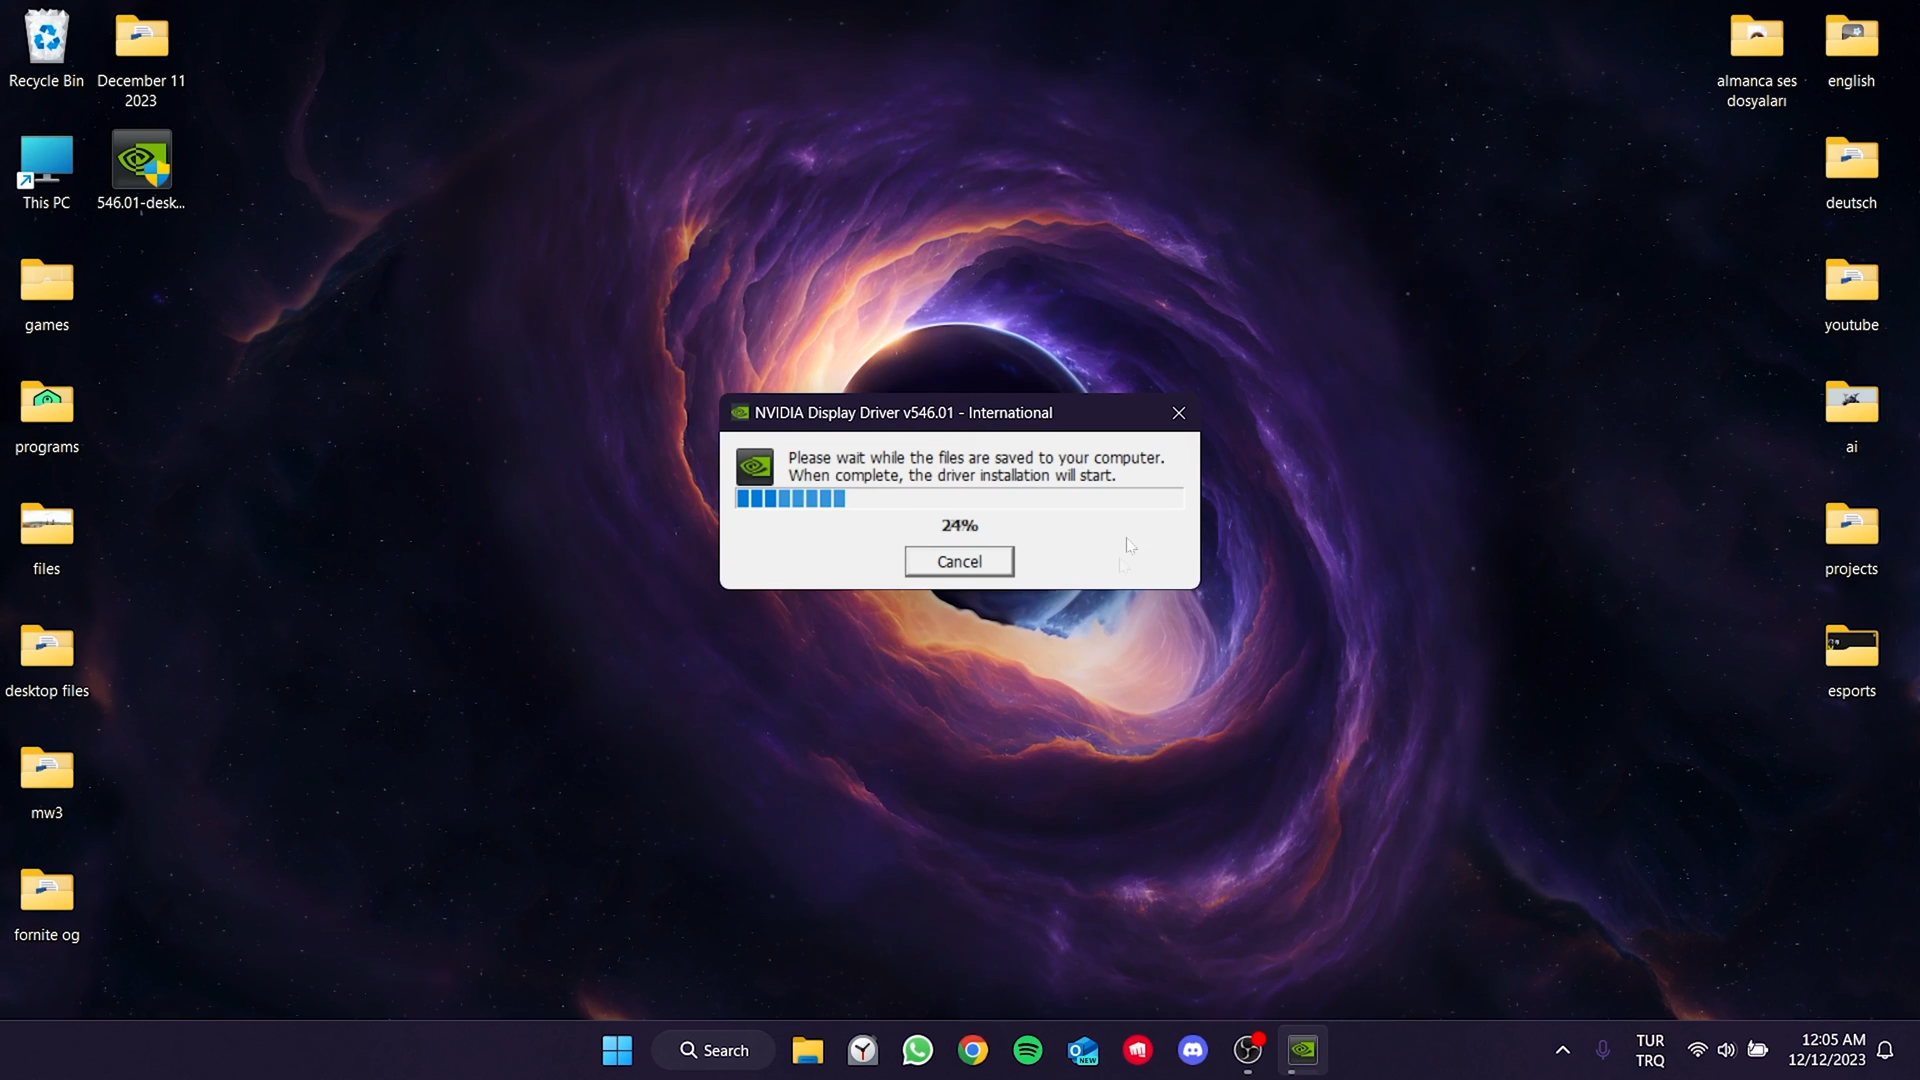 Recycle Bin
December 11
2023
This PC
546.01-desk...
games
programs
files
desktop files
mw3
fornite og
almanca ses
dosyaları
english
deutsch
youtube
ai
projects
esports
NVIDIA Display Driver v546.01 - International
Please wait while the files are saved to your computer.
When complete, the driver installation will start.
24%
Cancel
Search
NEW
TUR
TRQ
12:05 AM
12/12/2023